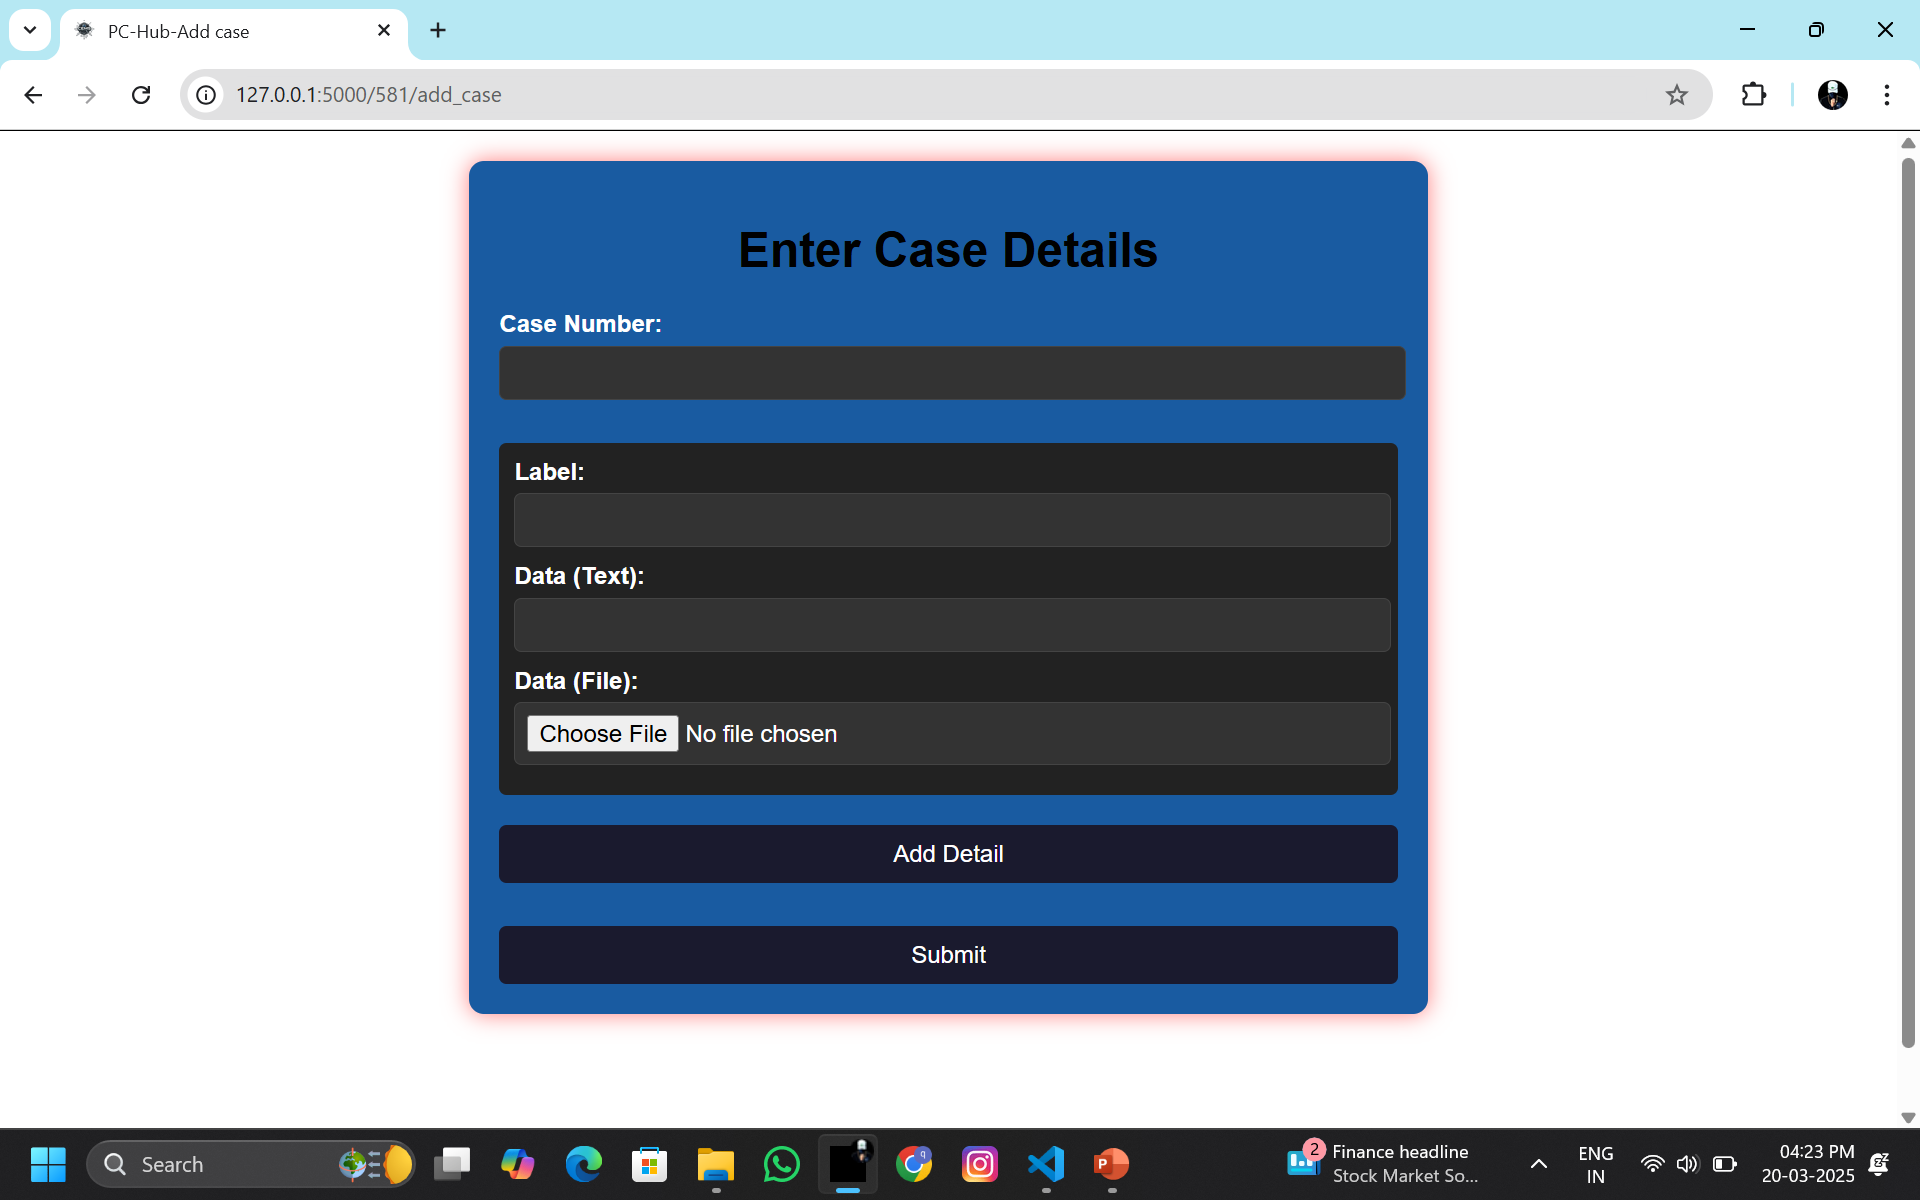 PC-Hub-Add case
127.0.0.1:5000/581/add_case
Enter Case Details
Case Number:
Label:
Data (Text):
Data (File):
Choose File No file chosen
Add Detail
Submit
Search
2
Finance headline
Stock Market So...
ENG
IN
04:23 PM
20-03-2025